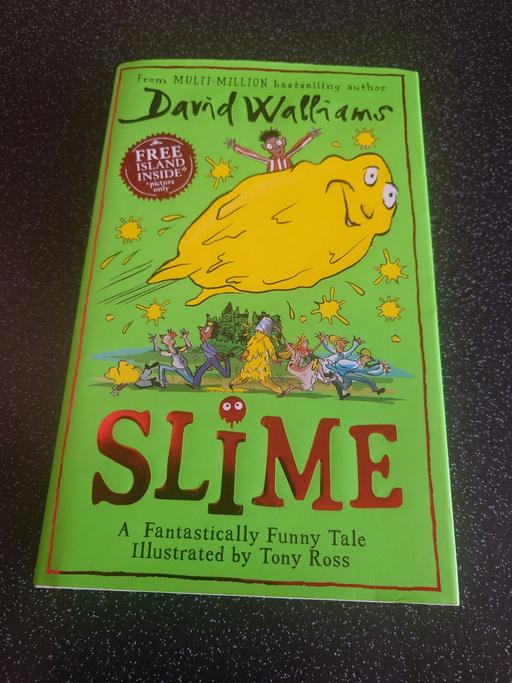 From MULTI-MILLION bestselling author
David Walliams
FREE
ISLAND
INSIDE*
*picture
only
SLIME
A Fantastically Funny Tale
Illustrated by Tony Ross